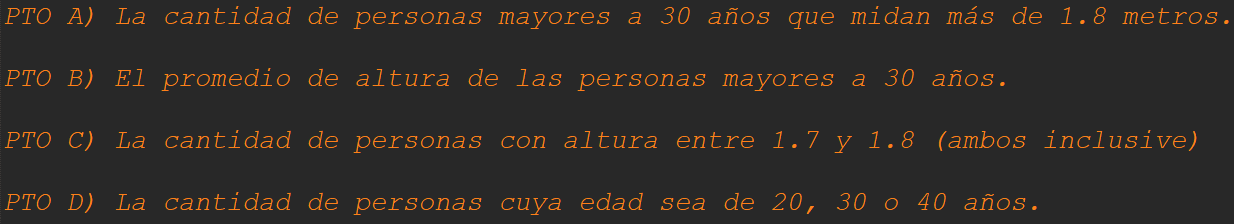 PTO A) La cantidad de personas mayores a 30 años que midan más de 1.8 metros.
PTO B) El promedio de altura de las personas mayores a 30 años.
PTO C) La cantidad de personas con altura entre 1.7 y 1.8 (ambos inclusive)
PTO D) La cantidad de personas cuya edad sea de 20, 30 o 40 años.